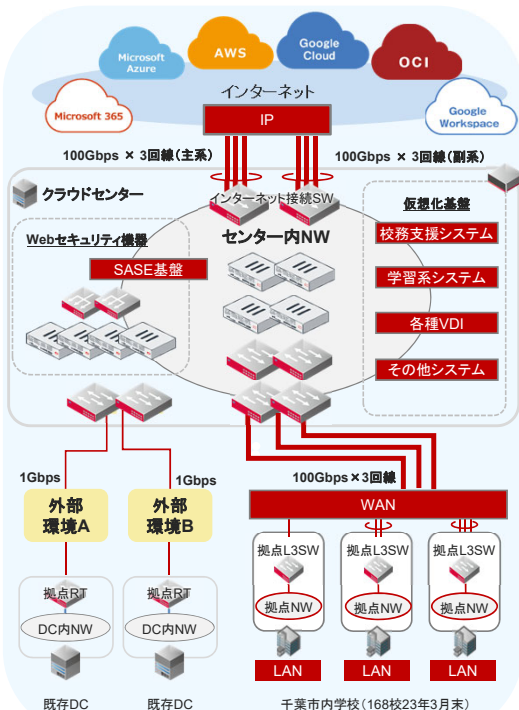 Microsoft
Azure
AWS
Google
Cloud
OCI
Microsoft 365
インターネット
Google
Workspace
IP
100Gbps × 3回線(主系)
100Gbps × 3回線(副系)
クラウドセンター
インターネット接続SW
仮想化基盤
Webセキュリティ機器
センター内NW
校務支援システム
SASE基盤
学習系システム
各種VDI
その他システム
1Gbps
1Gbps
100Gbps×3回線
外部
環境A
外部
環境B
WAN
拠点L3SW
拠点L3SW
拠点L3SW
拠点RT
拠点RT
拠点NW
拠点NW
拠点NW
DC内NW
DC内NW
LAN
LAN
LAN
既存DC
既存DC
千葉市内学校(168校23年3月末)